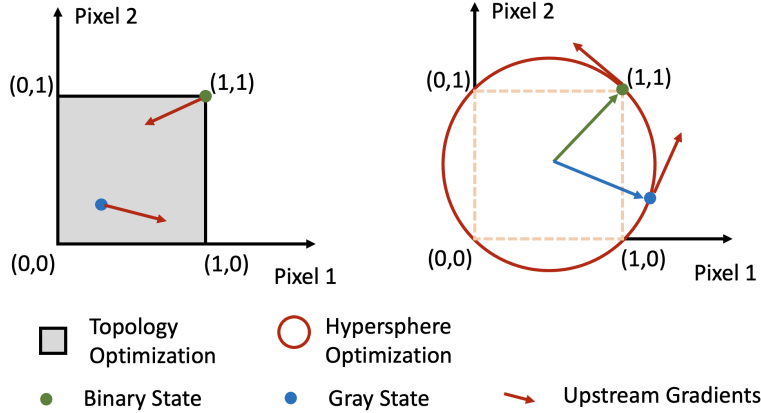 Pixel 2
(0,1)
(1,1)
(0,0)
(1,0)
Pixel 1
Pixel 2
(0,1)
(1,1)
(0,0)
(1,0)
Pixel 1
Topology
Optimization
Hypersphere
Optimization
Binary State
Gray State
Upstream Gradients